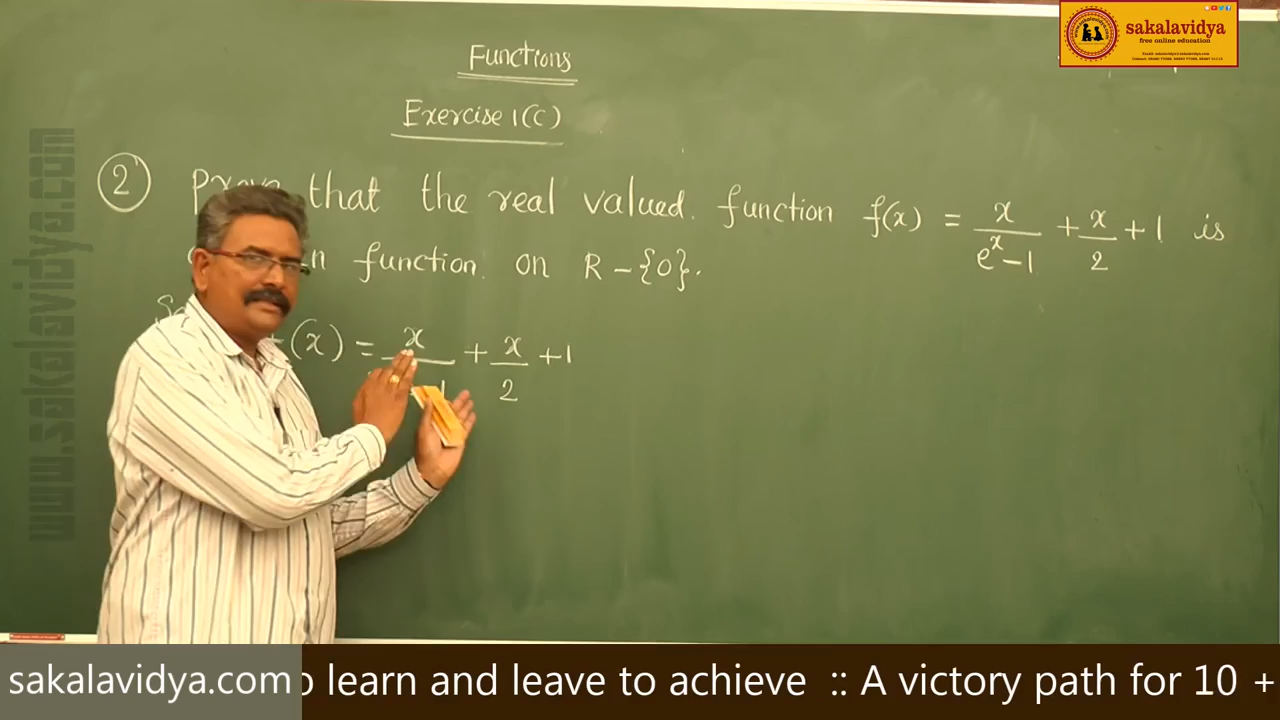 sakalavidya
free online education
Functions
Exercise 1(C)
2 Prove that the real valued. function f(x) = x/(e^x - 1) + x/2 + 1 is
n function. on R - {0}.
(x) = x + x/2 + 1
www.sakalavidya.com
sakalavidya.com o learn and leave to achieve :: A victory path for 10 +